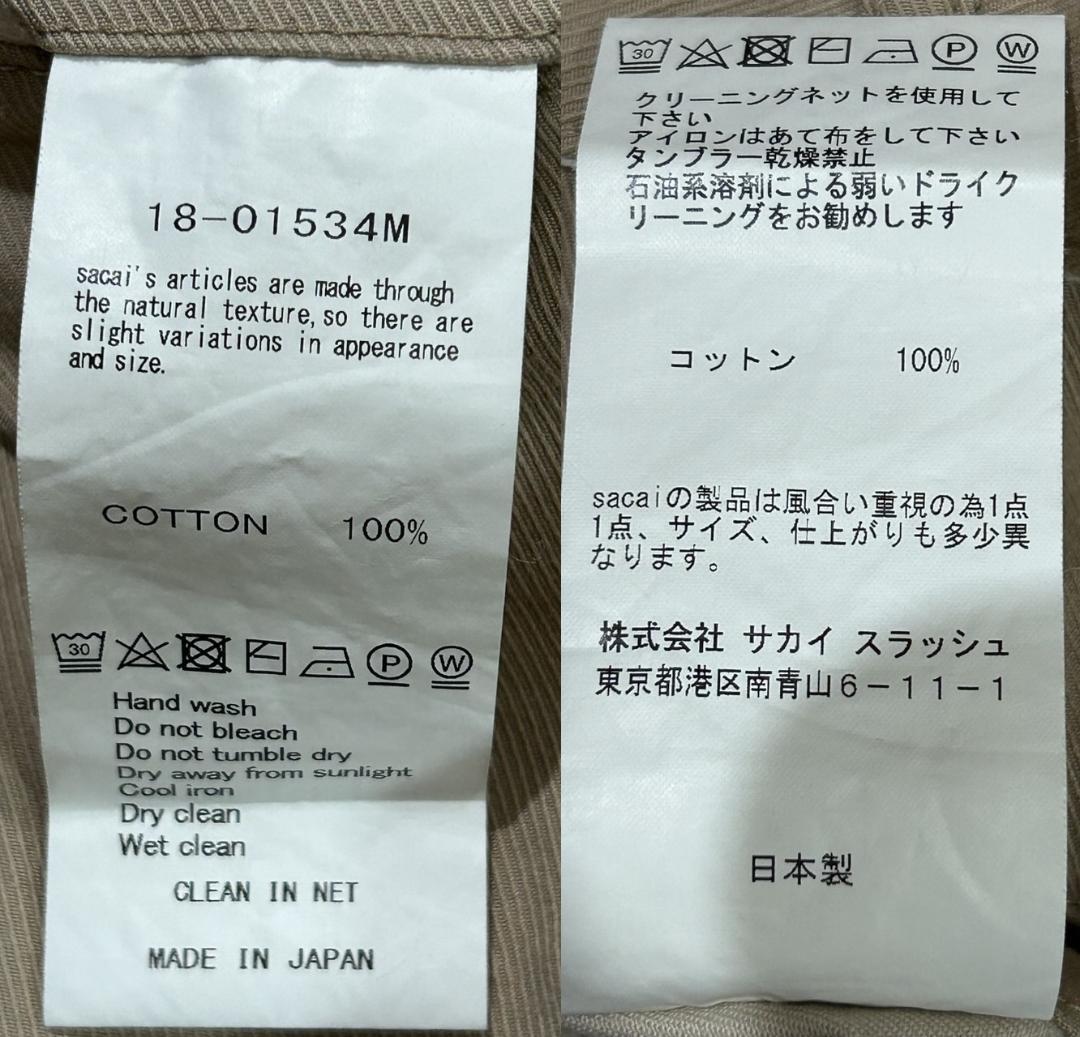 18-01534M
sacai's articles are made through
the natural texture,so there are
slight variations in appearance
and size.
COTTON 100%
30 P W
Hand wash
Do not bleach
Do not tumble dry
Dry away from sunlight
Cool iron
Dry clean
Wet clean
CLEAN IN NET
MADE IN JAPAN
30 P W
クリーニングネットを使用して
下さい
アイロンはあて布をして下さい
タンブラー乾燥禁止
石油系溶剤による弱いドライク
リーニングをお勧めします
コットン 100%
sacaiの製品は風合い重視の為1点
1点、サイズ、仕上がりも多少異
なります。
株式会社 サカイ スラッシュ
東京都港区南青山6-11-1
日本製